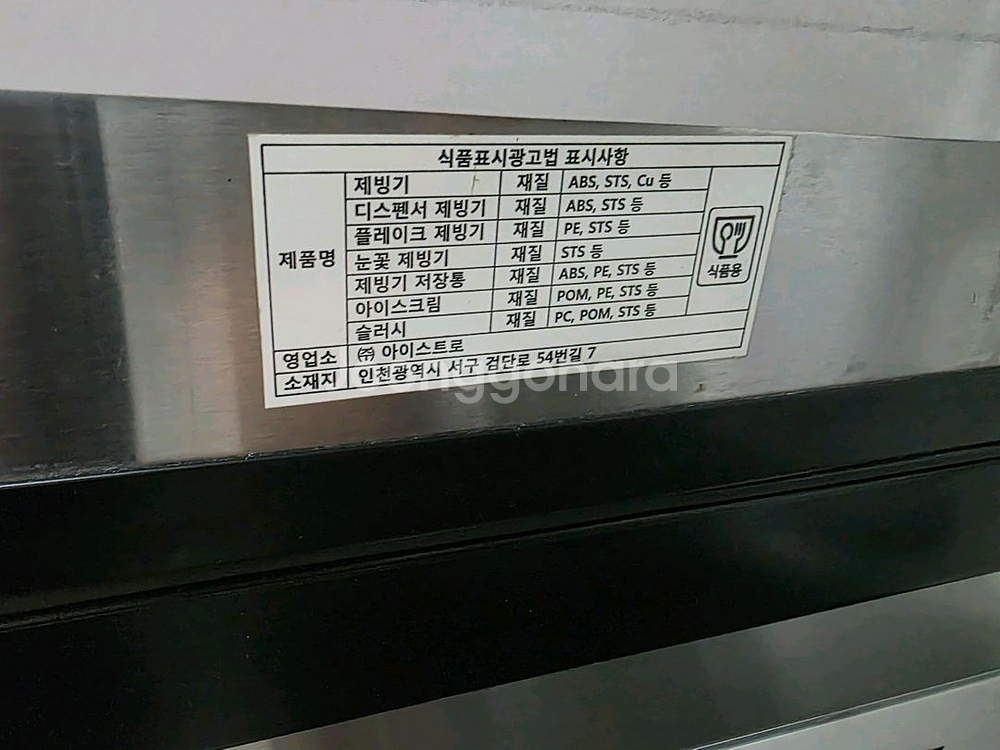 식품표시광고법 표시사항
제품명
제빙기 재질 ABS, STS, Cu 등
디스펜서 제빙기 재질 ABS, STS 등
플레이크 제빙기 재질 PE, STS 등
눈꽃 제빙기 재질 STS 등
제빙기 저장통 재질 ABS, PE, STS 등
아이스크림 재질 POM, PE, STS 등
슬러시 재질 PC, POM, STS 등
식품용
영업소 ㈜ 아이스트로
소재지 인천광역시 서구 검단로 54번길 7